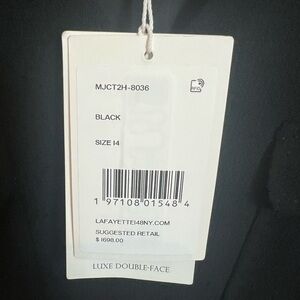 MJCT2H-8036
BLACK
SIZE 14
1 97108 01548 4
LAFAYETTE148NY.COM
SUGGESTED RETAIL
$ 1698.00
LUXE DOUBLE-FACE